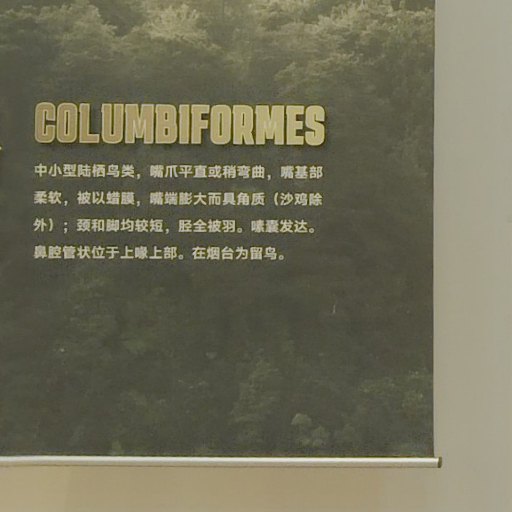 COLUMBIFORMES
中小型陆栖鸟类，嘴爪平直或稍弯曲，嘴基部
柔软，被以蜡膜，嘴端膨大而具角质（沙鸡除
外）；颈和脚均较短，胫全被羽。嗉囊发达。
鼻腔管状位于上喙上部。在烟台为留鸟。